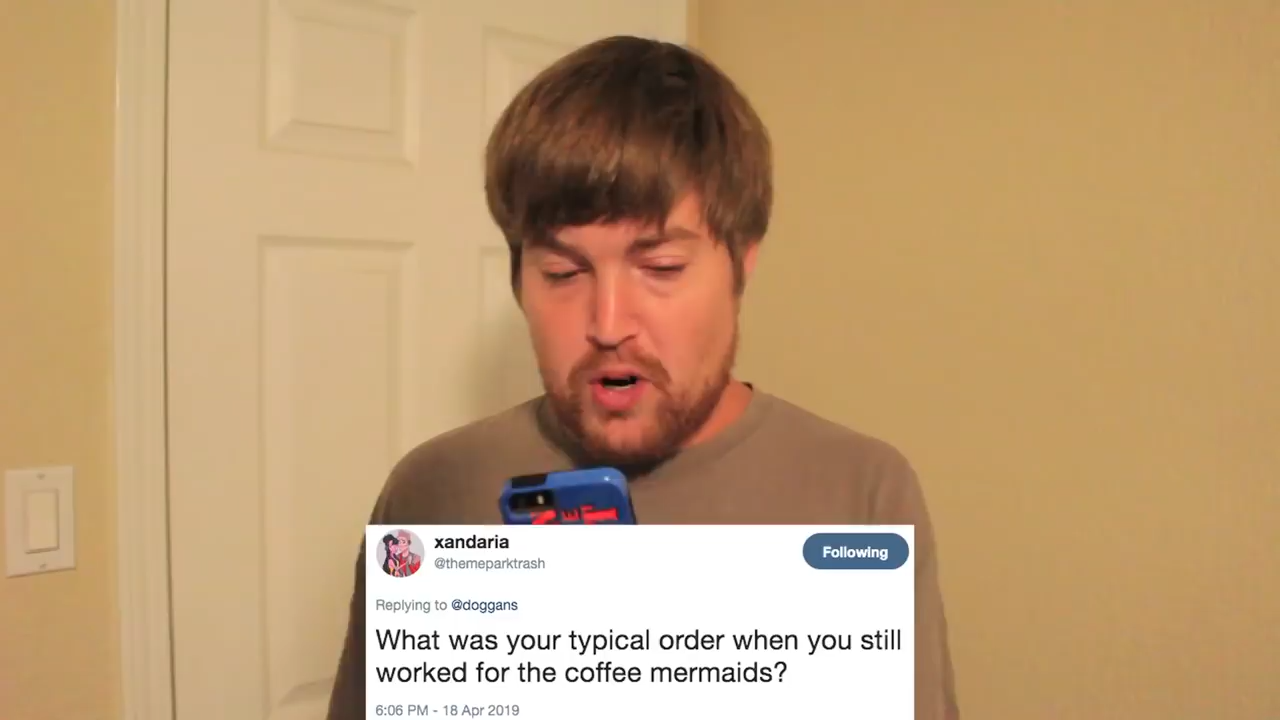 xandaria
@themeparktrash
Following
Replying to @doggans
What was your typical order when you still
worked for the coffee mermaids?
6:06 PM - 18 Apr 2019